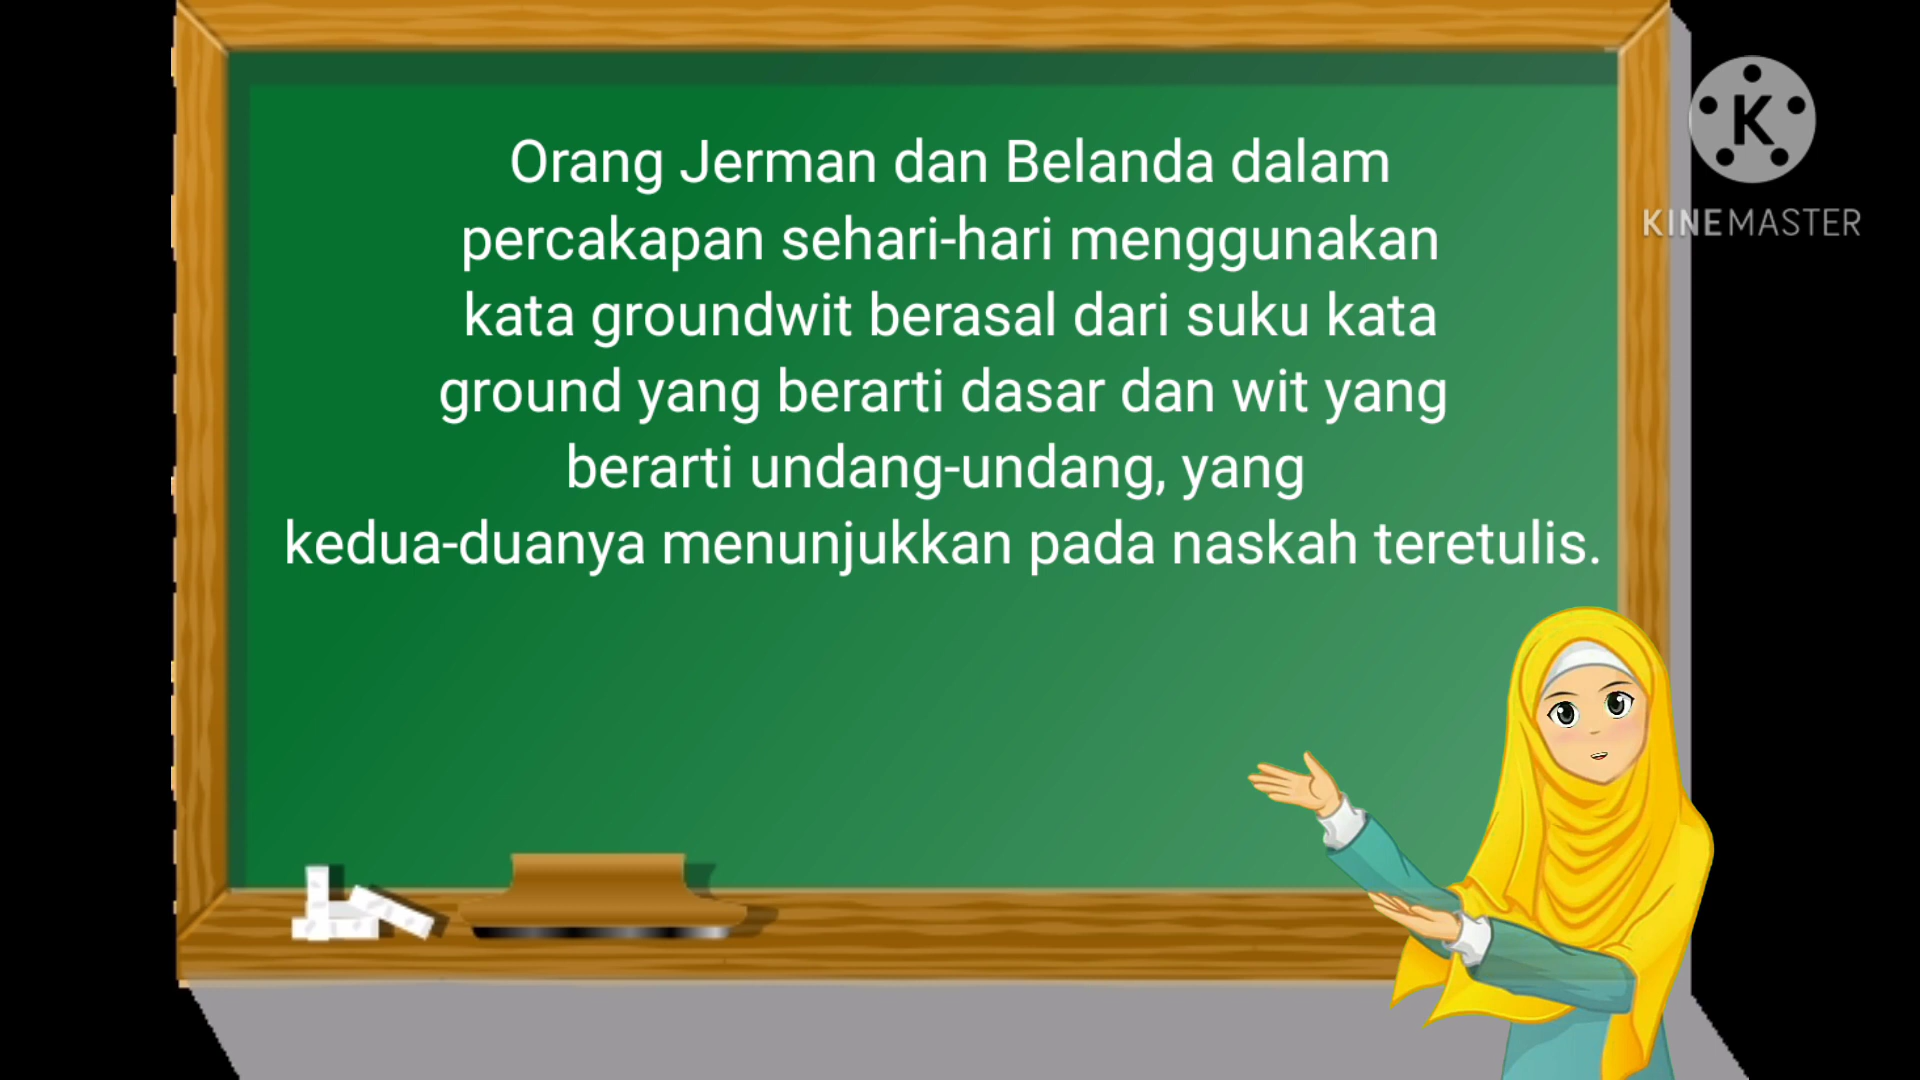 Orang Jerman dan Belanda dalam
percakapan sehari-hari menggunakan
kata groundwit berasal dari suku kata
ground yang berarti dasar dan wit yang
berarti undang-undang, yang
kedua-duanya menunjukkan pada naskah teretulis.
K
KINEMASTER